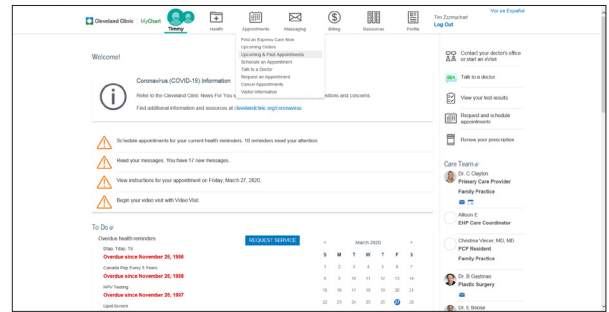 Ver en Español
Cleveland Clinic MyChart
Timmy
Health
Appointments
Messaging
Billing
Resources
Profile
Tim Zzzmychart
Log Out
Find an Express Care Now
Upcoming Orders
Upcoming & Past Appointments
Schedule an Appointment
Talk to a Doctor
Request an Appointment
Cancel Appointments
Visitor Information
Welcome!
Coronavirus (COVID-19) Information
Refer to the Cleveland Clinic News For You
and concerns.
Find additional information and resources at clevelandclinic.org/coronavirus.
Schedule appointments for your current health reminders. 10 reminders need your attention.
Read your messages. You have 17 new messages.
View instructions for your appointment on Friday, March 27, 2020.
Begin your video visit with Video Visit.
To Do
Overdue health reminders
REQUEST SERVICE
Dtap, Tdap, Td
Overdue since November 26, 1986
Canada Pap Every 5 Years
Overdue since November 26, 1988
HPV Testing
Overdue since November 26, 1997
Lipid Screen
« March 2020 »
S M T W T F S
1 2 3 4 5 6 7
8 9 10 11 12 13 14
15 16 17 18 19 20 21
22 23 24 25 26 27 28
Contact your doctor's office
or start an eVisit
Talk to a doctor
View your test results
Request and schedule
appointments
Renew your prescription
Care Team
Dr. C Clayton
Primary Care Provider
Family Practice
Allison E
EHP Care Coordinator
Christina Vincer, MD, MD
PCP Resident
Family Practice
Dr. B Gastman
Plastic Surgery
Dr. E Boose